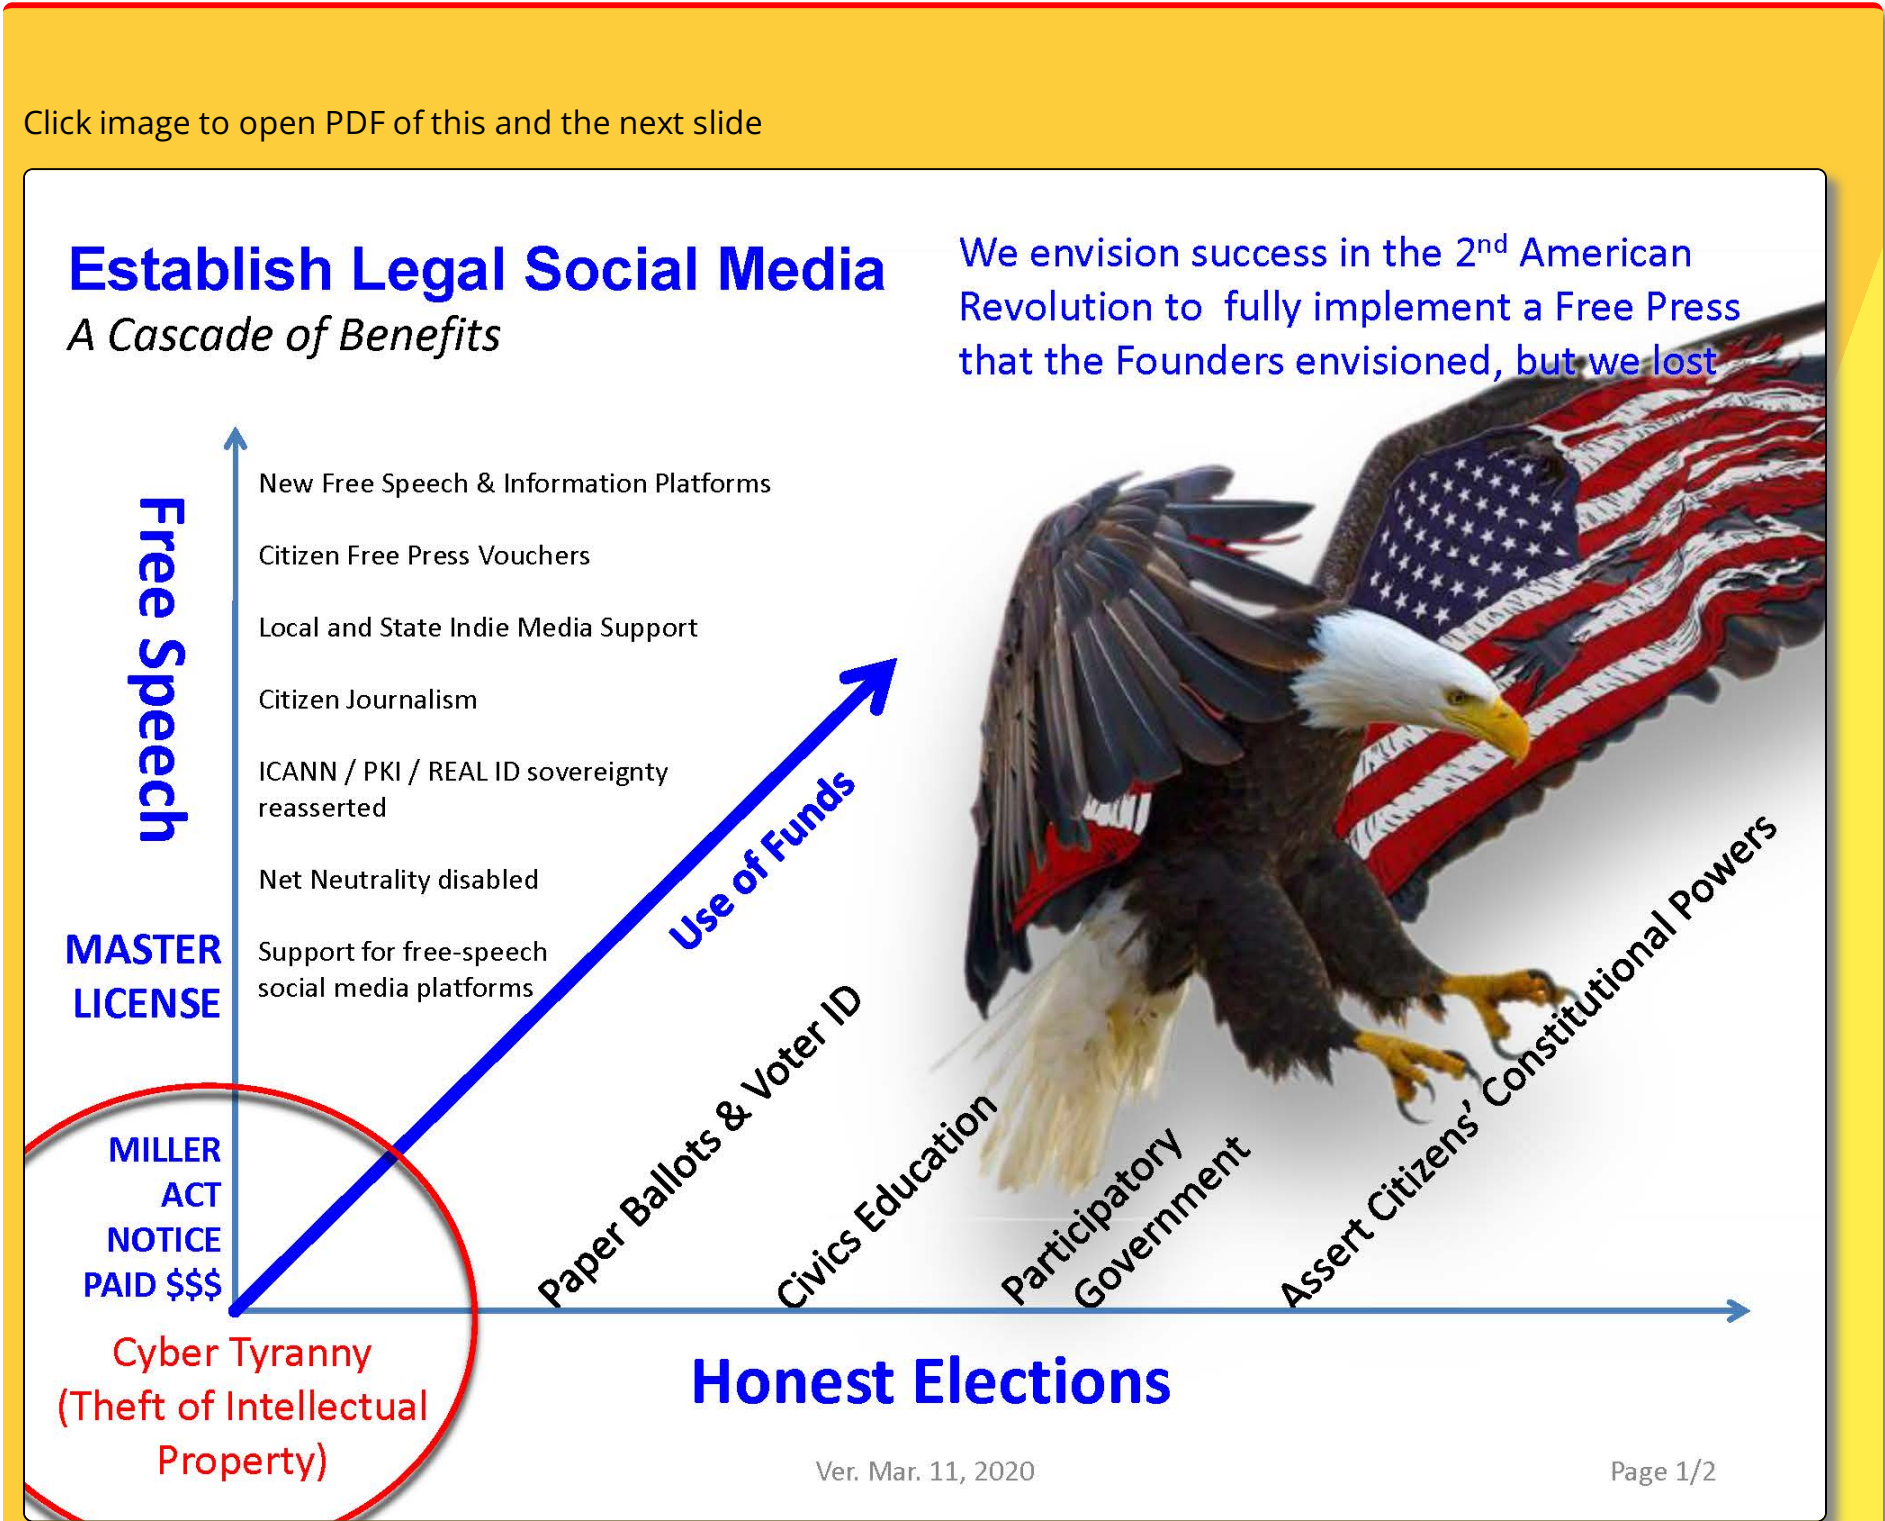 Click image to open PDF of this and the next slide
Establish Legal Social Media
A Cascade of Benefits
We envision success in the 2nd American
Revolution to fully implement a Free Press
that the Founders envisioned, but we lost
Free Speech
New Free Speech & Information Platforms
Citizen Free Press Vouchers
Local and State Indie Media Support
Citizen Journalism
ICANN / PKI / REAL ID sovereignty
reasserted
Net Neutrality disabled
Support for free-speech
social media platforms
MASTER
LICENSE
MILLER
ACT
NOTICE
PAID $$$
Cyber Tyranny
(Theft of Intellectual
Property)
Use of Funds
Paper Ballots & Voter ID
Civics Education
Participatory
Government
Assert Citizens' Constitutional Powers
Honest Elections
Ver. Mar. 11, 2020
Page 1/2